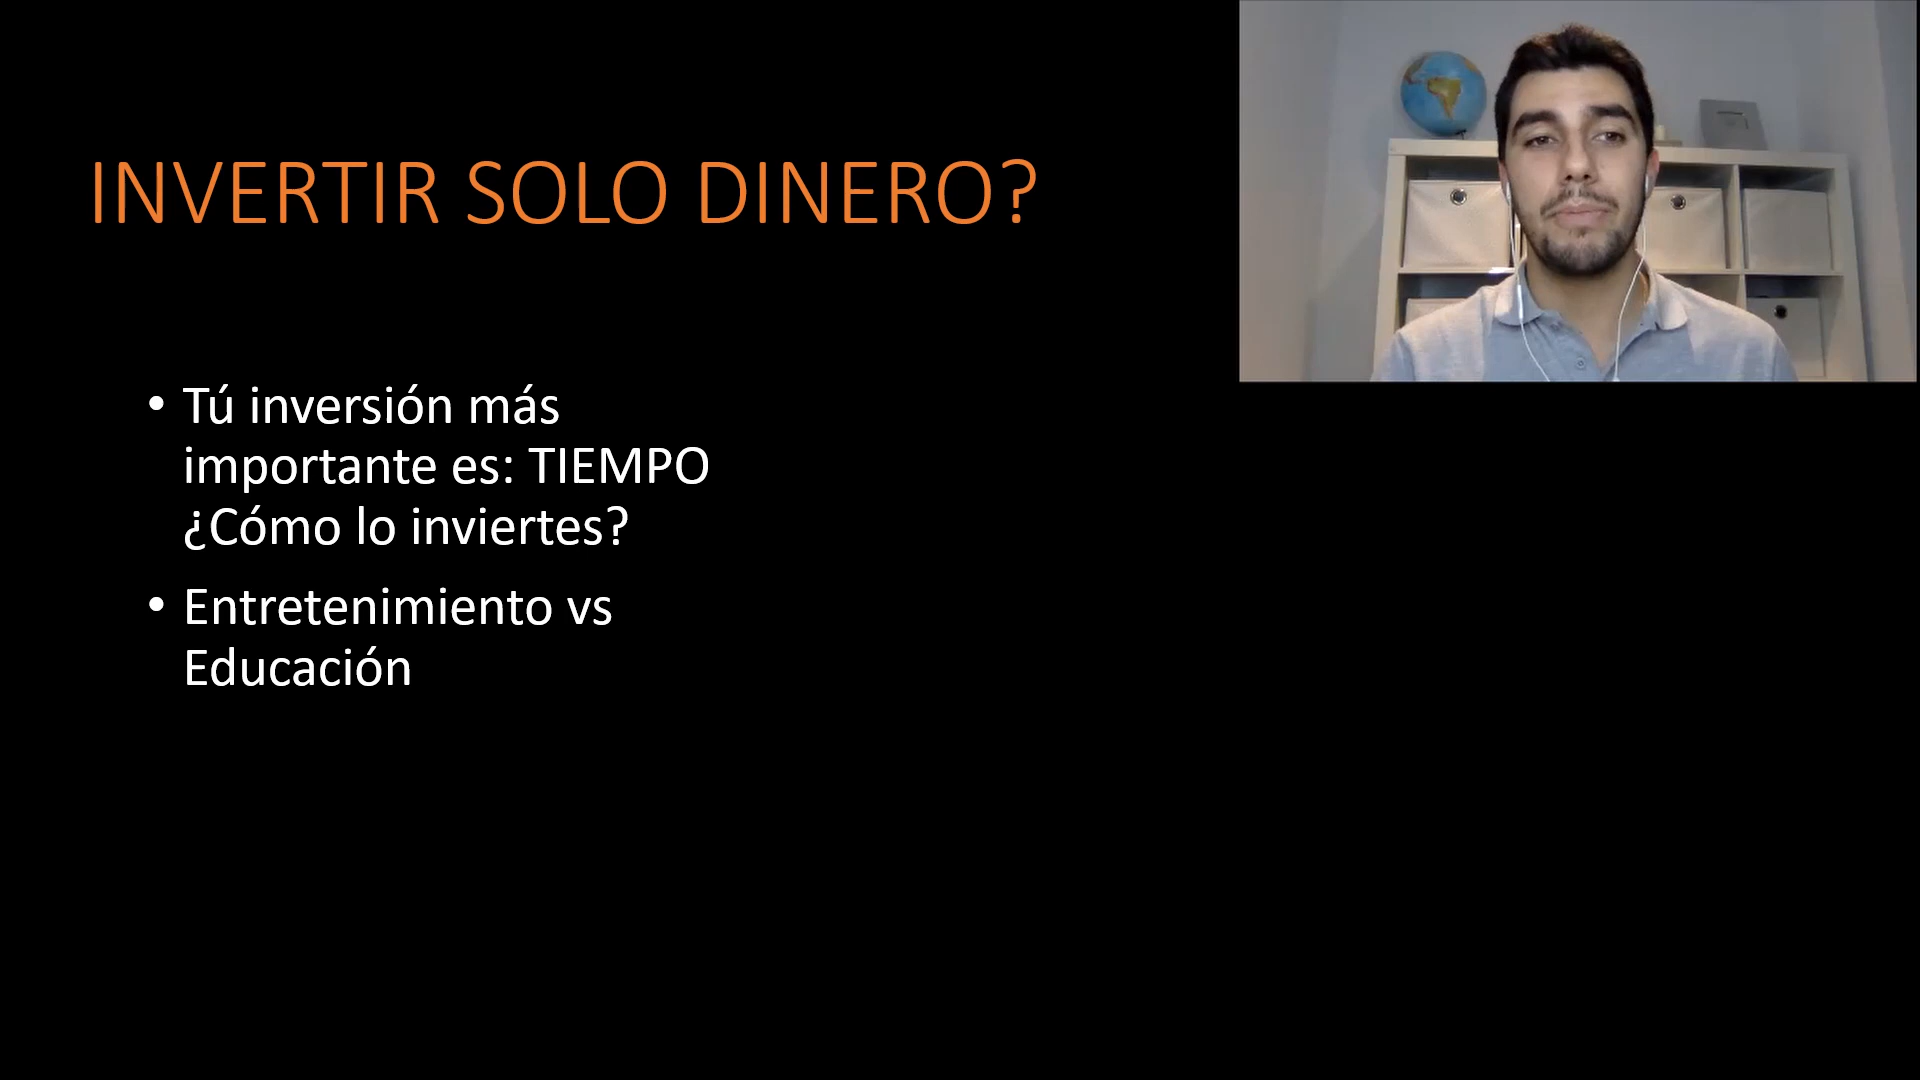 INVERTIR SOLO DINERO?
• Tú inversión más
importante es: TIEMPO
¿Cómo lo inviertes?
• Entretenimiento vs
Educación